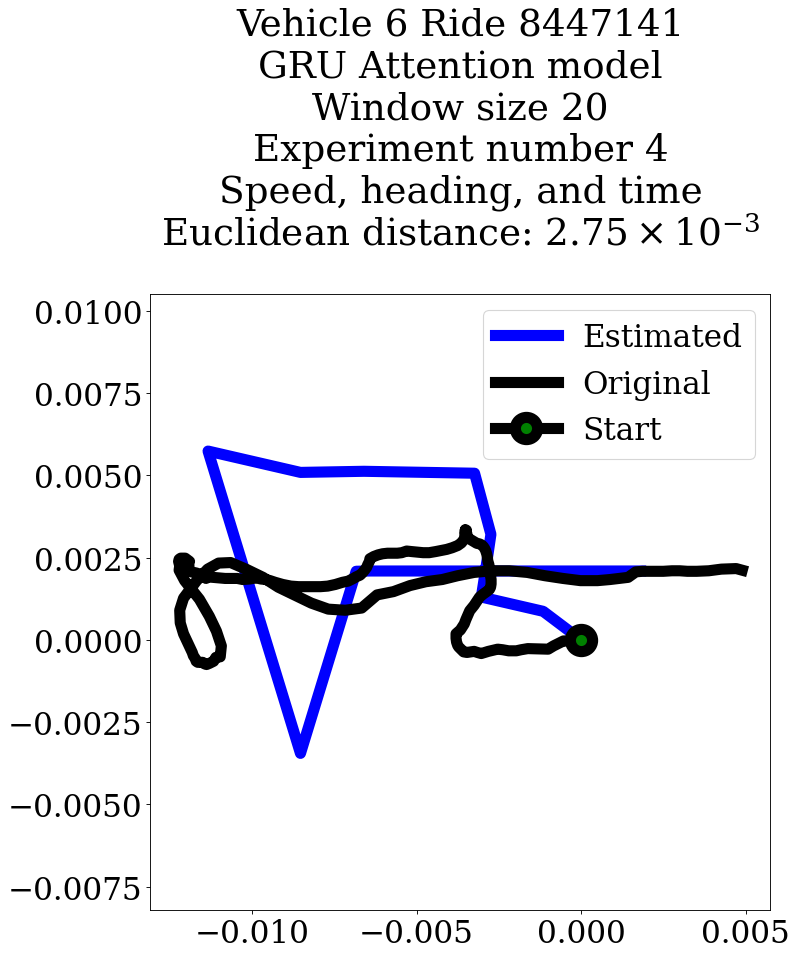 Vehicle 6 Ride 8447141
GRU Attention model
Window size 20
Experiment number 4
Speed, heading, and time
Euclidean distance: 2.75 × 10⁻³
0.0100
0.0075
0.0050
0.0025
0.0000
−0.0025
−0.0050
−0.0075
Estimated
Original
Start
−0.010
−0.005
0.000
0.005